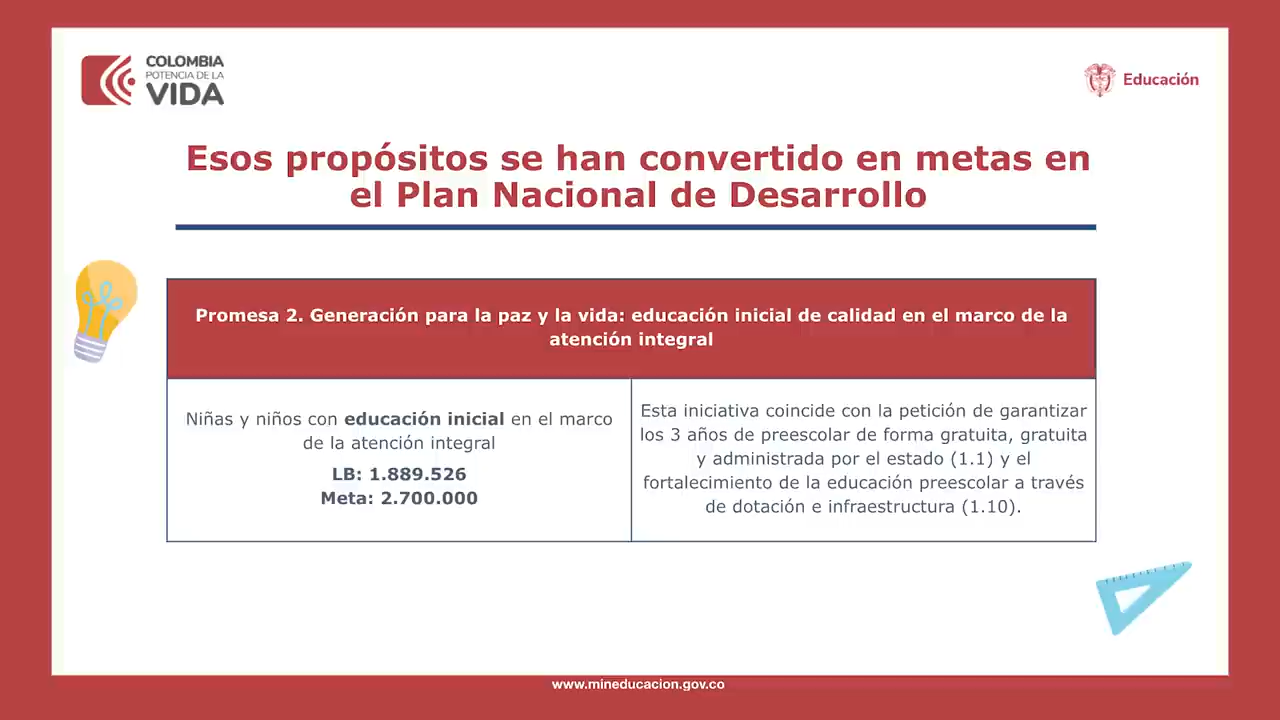 COLOMBIA
POTENCIA DE LA
VIDA
Educación
Esos propósitos se han convertido en metas en
el Plan Nacional de Desarrollo
Promesa 2. Generación para la paz y la vida: educación inicial de calidad en el marco de la
atención integral
Niñas y niños con educación inicial en el marco
de la atención integral
LB: 1.889.526
Meta: 2.700.000
Esta iniciativa coincide con la petición de garantizar
los 3 años de preescolar de forma gratuita, gratuita
y administrada por el estado (1.1) y el
fortalecimiento de la educación preescolar a través
de dotación e infraestructura (1.10).
www.mineducacion.gov.co